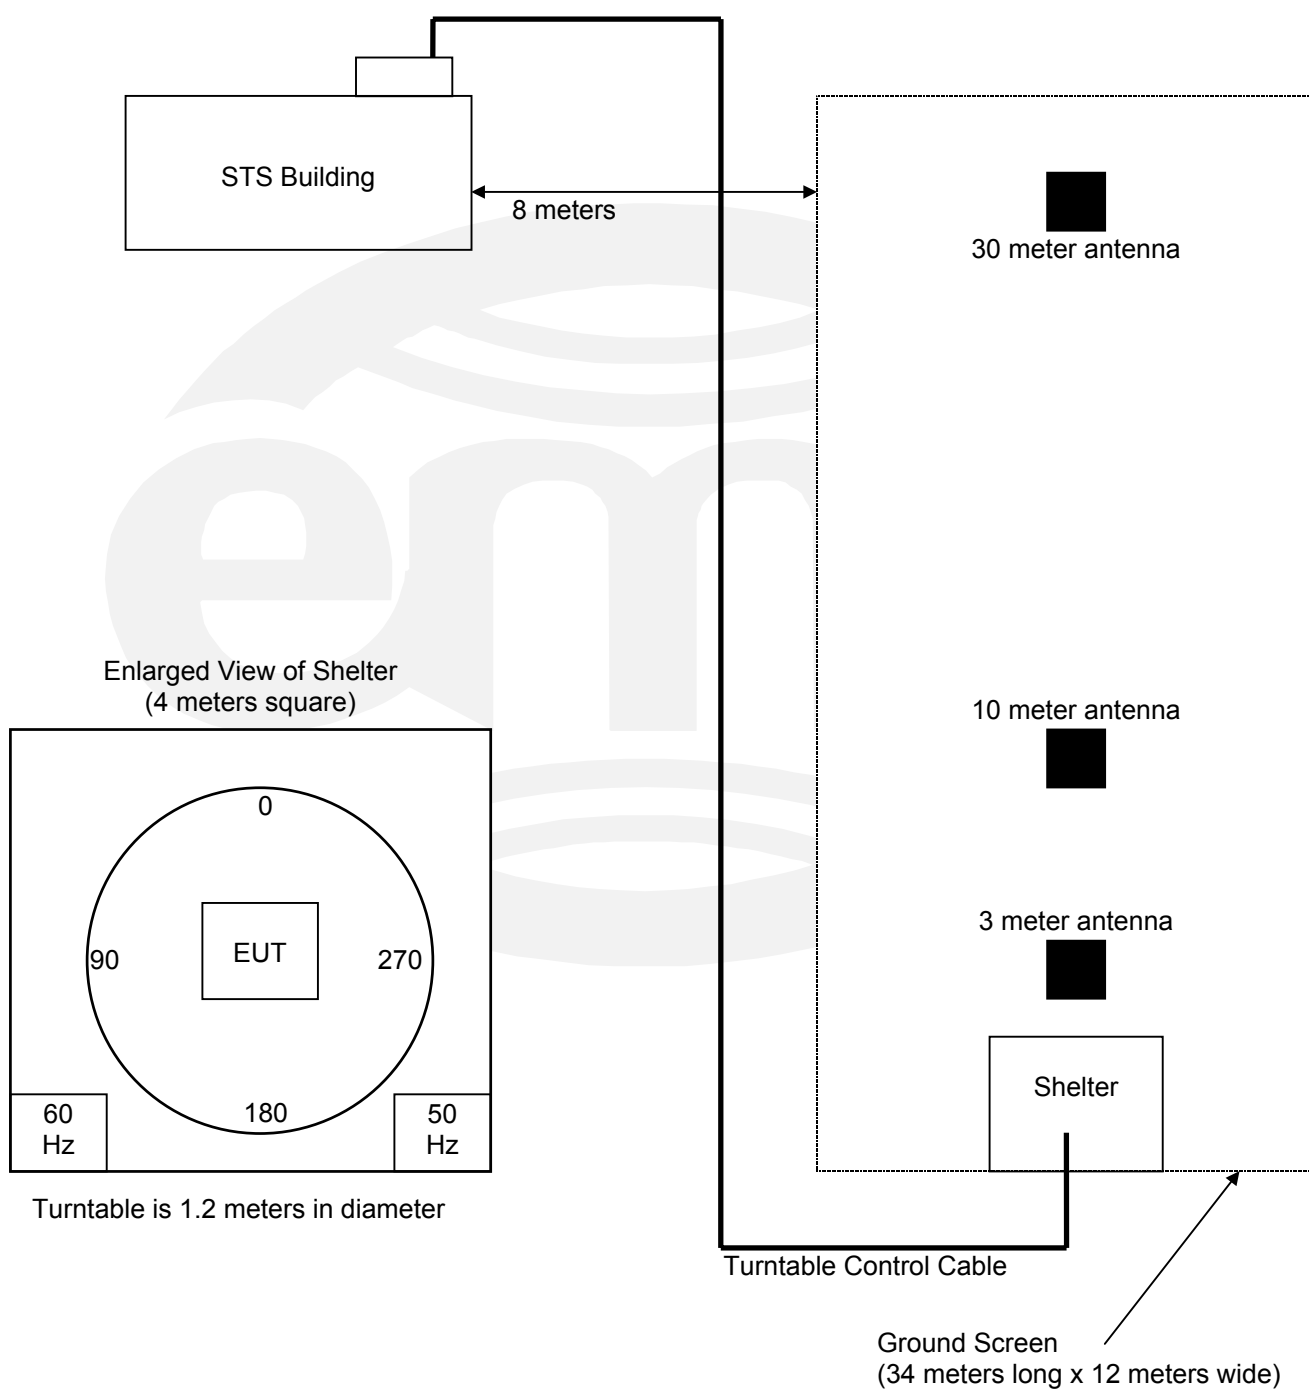 STS Building
8 meters
30 meter antenna
em
Enlarged View of Shelter
(4 meters square)
10 meter antenna
0
90
EUT
270
3 meter antenna
60
Hz
180
50
Hz
Shelter
Turntable is 1.2 meters in diameter
Turntable Control Cable
Ground Screen
(34 meters long x 12 meters wide)